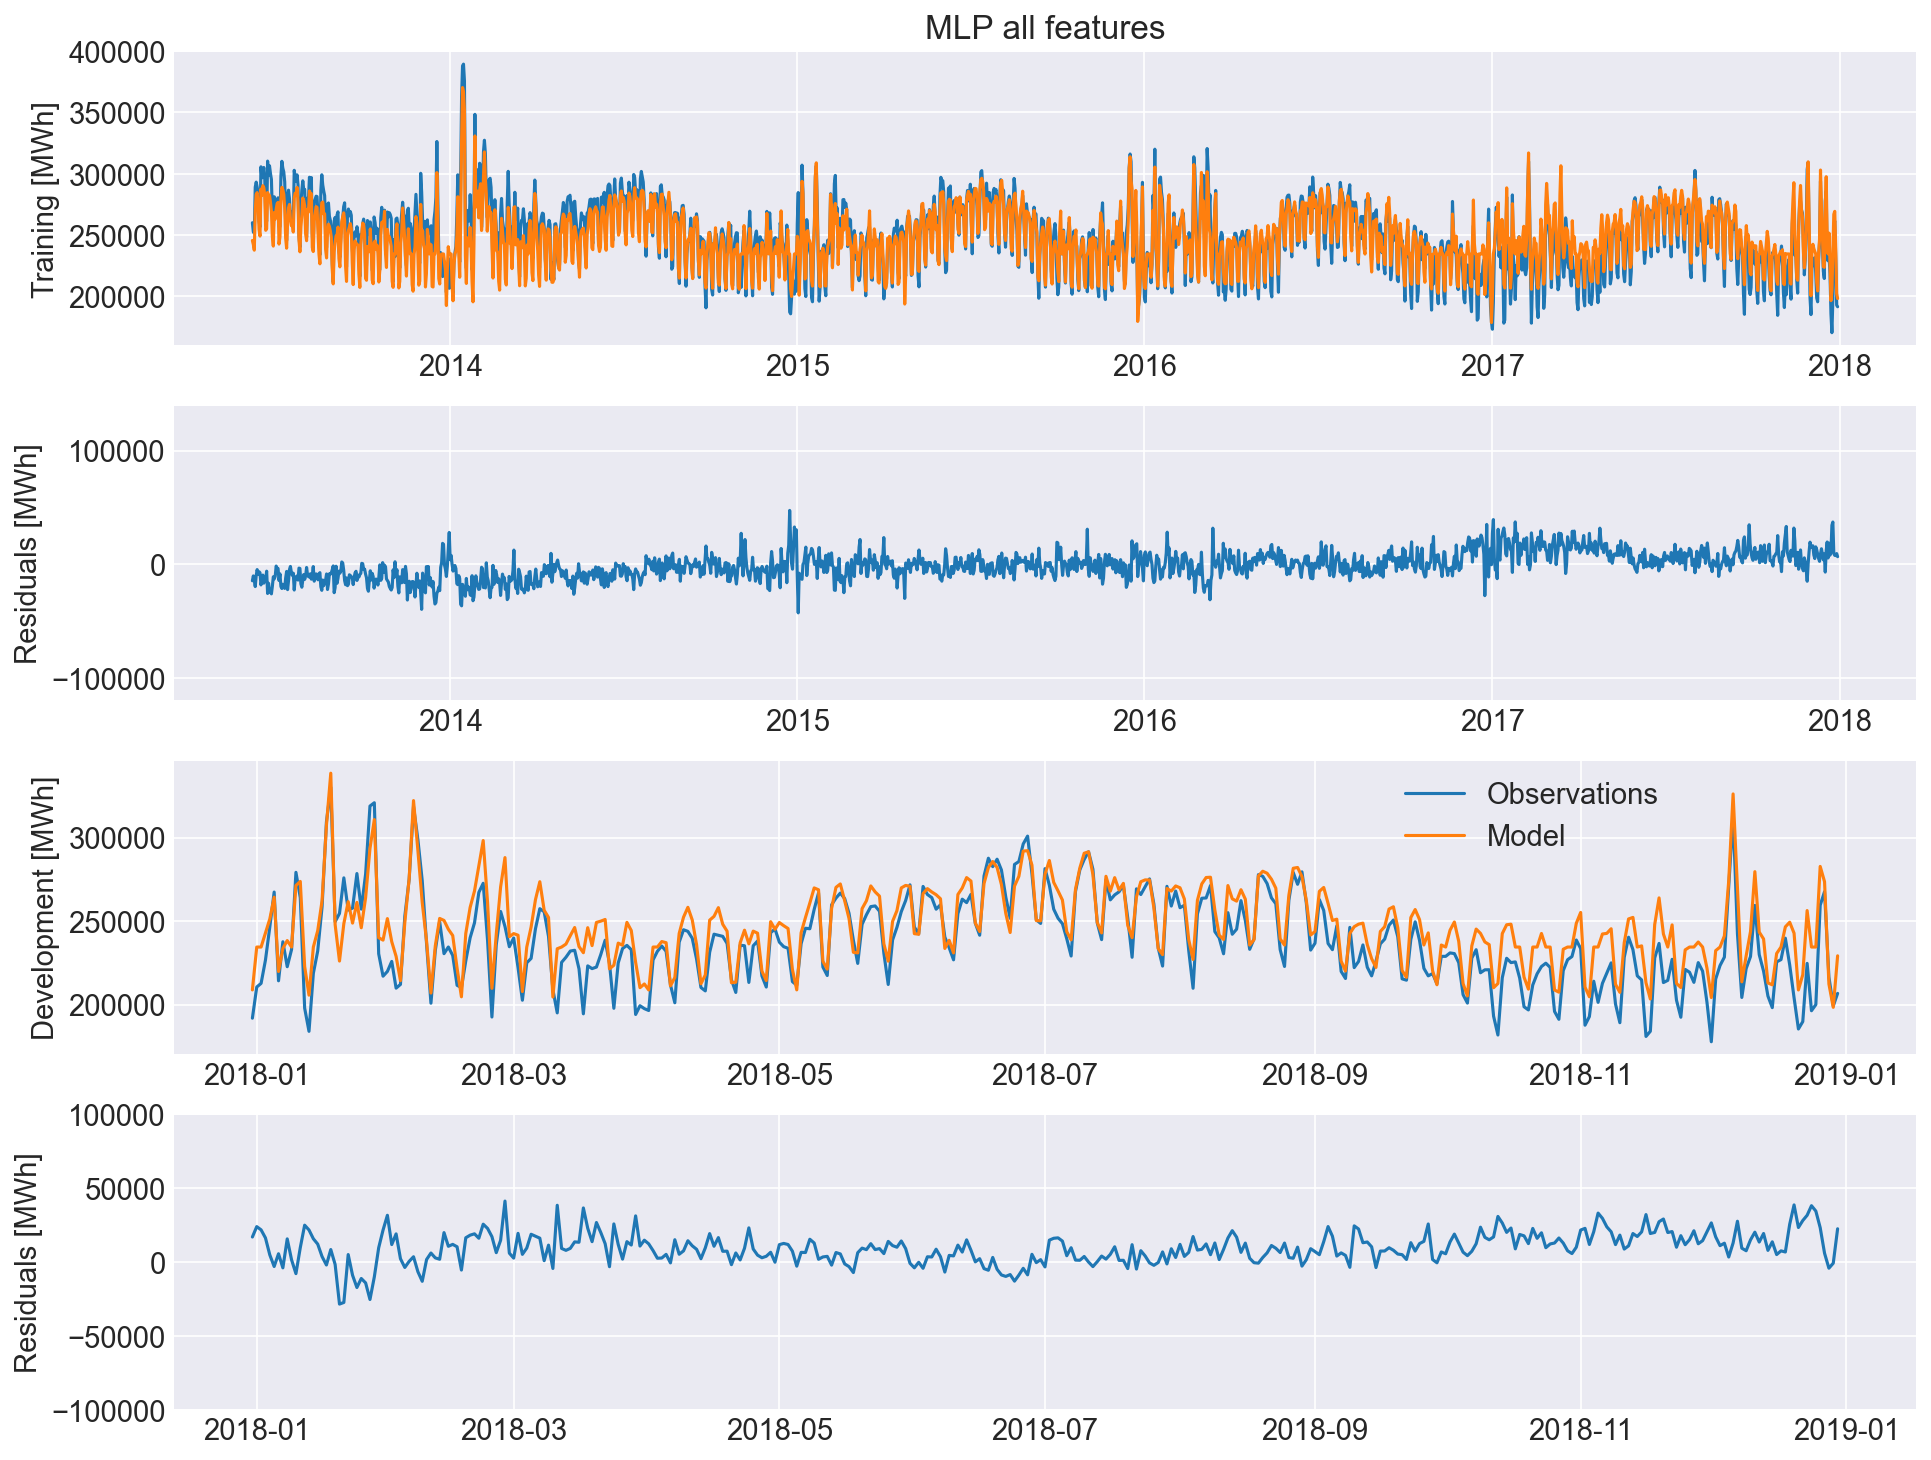 MLP all features
400000
350000
300000
250000
200000
Training [MWh]
2014 2015 2016 2017 2018
100000
0
−100000
Residuals [MWh]
2014 2015 2016 2017 2018
300000
250000
200000
Development [MWh]
Observations
Model
2018-01 2018-03 2018-05 2018-07 2018-09 2018-11 2019-01
100000
50000
0
−50000
−100000
Residuals [MWh]
2018-01 2018-03 2018-05 2018-07 2018-09 2018-11 2019-01